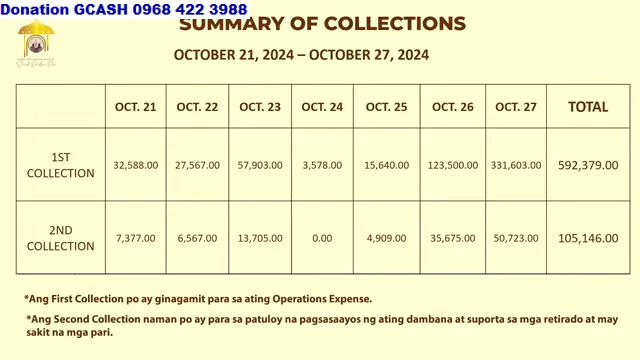 Donation GCASH 0968 422 3988
SUMMARY OF COLLECTIONS
OCTOBER 21, 2024 – OCTOBER 27, 2024
OCT. 21 OCT. 22 OCT. 23 OCT. 24 OCT. 25 OCT. 26 OCT. 27 TOTAL
1ST COLLECTION 32,588.00 27,567.00 57,903.00 3,578.00 15,640.00 123,500.00 331,603.00 592,379.00
2ND COLLECTION 7,377.00 6,567.00 13,705.00 0.00 4,909.00 35,675.00 50,723.00 105,146.00
*Ang First Collection po ay ginagamit para sa ating Operations Expense.
*Ang Second Collection naman po ay para sa patuloy na pagsasaayos ng ating dambana at suporta sa mga retirado at may
sakit na mga pari.